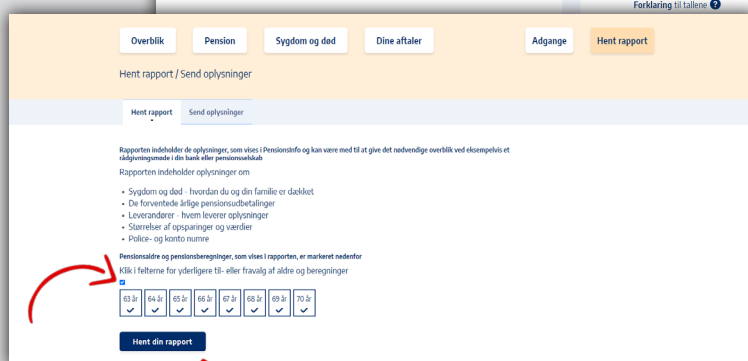 Forklaring til tallene ?
Overblik Pension Sygdom og død Dine aftaler Adgange Hent rapport
Hent rapport / Send oplysninger
Hent rapport Send oplysninger
Rapporten indeholder de oplysninger, som vises i PensionsInfo og kan være med til at give det nødvendige overblik ved eksempelvis et
rådgivningsmøde i din bank eller pensionsselskab
Rapporten indeholder oplysninger om
• Sygdom og død - hvordan du og din familie er dækket
• De forventede årlige pensionsudbetalinger
• Leverandører - hvem leverer oplysninger
• Størrelser af opsparinger og værdier
• Police- og konto numre
Pensionsaldre og pensionsberegninger, som vises i rapporten, er markeret nedenfor
Klik i felterne for yderligere til- eller fravalg af aldre og beregninger
63 år 64 år 65 år 66 år 67 år 68 år 69 år 70 år
Hent din rapport